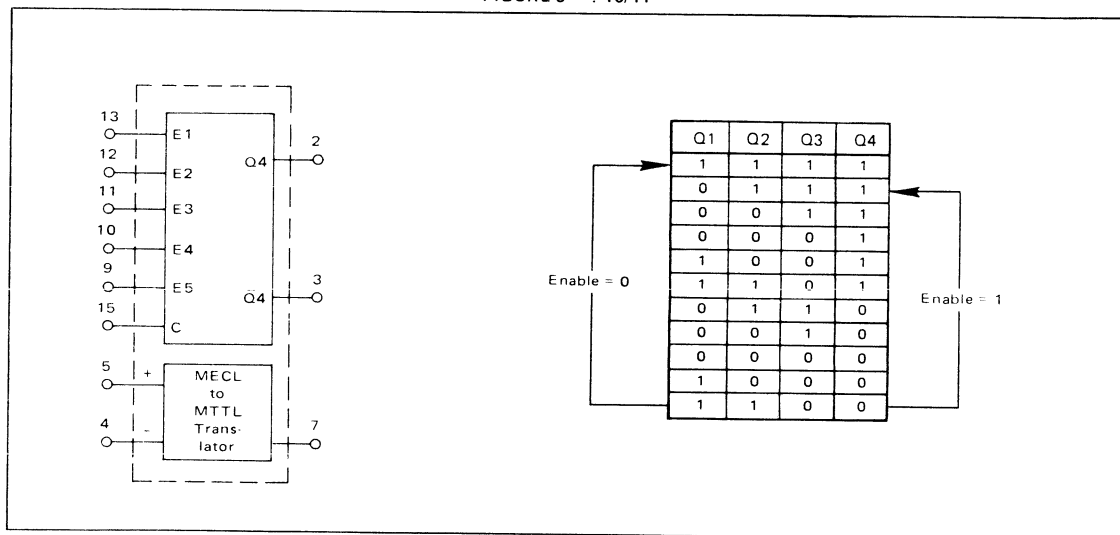 13
E1
12
E2
11
E3
10
E4
9
E5
15
C
Q4
2
Q4
3
5
+
4
-
MECL
to
MTTL
Trans-
lator
7
Enable = 0
Q1 Q2 Q3 Q4
1 1 1 1
0 1 1 1
0 0 1 1
0 0 0 1
1 0 0 1
1 1 0 1
0 1 1 0
0 0 1 0
0 0 0 0
1 0 0 0
1 1 0 0
Enable = 1